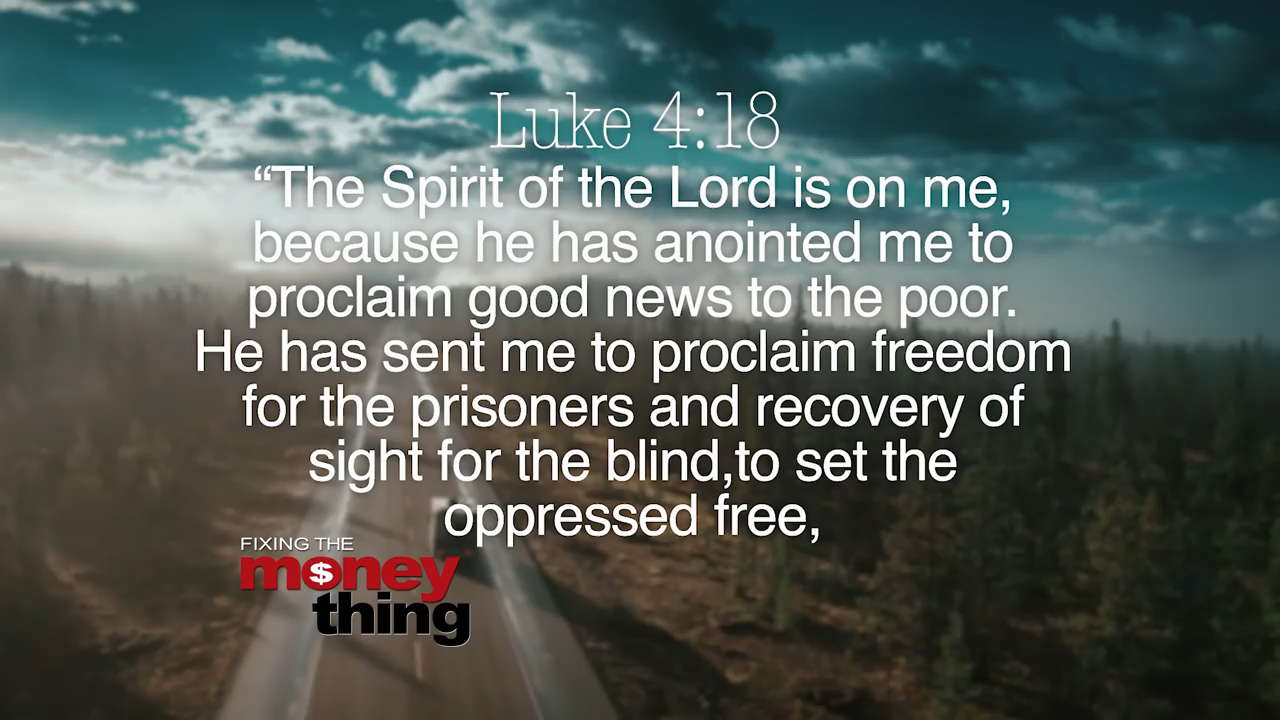 Luke 4:18
“The Spirit of the Lord is on me,
because he has anointed me to
proclaim good news to the poor.
He has sent me to proclaim freedom
for the prisoners and recovery of
sight for the blind,to set the
oppressed free,
FIXING THE
money
thing